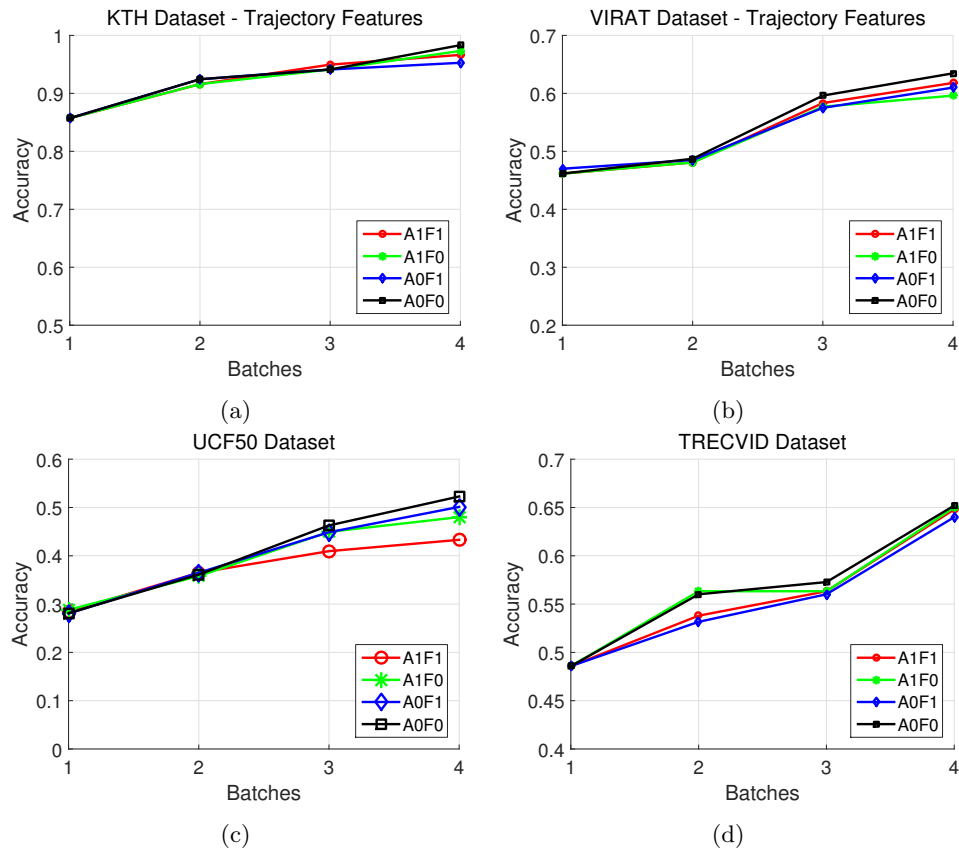 KTH Dataset - Trajectory Features
1
0.9
0.8
0.7
0.6
0.5
Accuracy
1 2 3 4
Batches
A1F1
A1F0
A0F1
A0F0
(a)
VIRAT Dataset - Trajectory Features
0.7
0.6
0.5
0.4
0.3
0.2
Accuracy
1 2 3 4
Batches
A1F1
A1F0
A0F1
A0F0
(b)
UCF50 Dataset
0.6
0.5
0.4
0.3
0.2
0.1
0
Accuracy
1 2 3 4
Batches
A1F1
A1F0
A0F1
A0F0
(c)
TRECVID Dataset
0.7
0.65
0.6
0.55
0.5
0.45
0.4
Accuracy
1 2 3 4
Batches
A1F1
A1F0
A0F1
A0F0
(d)